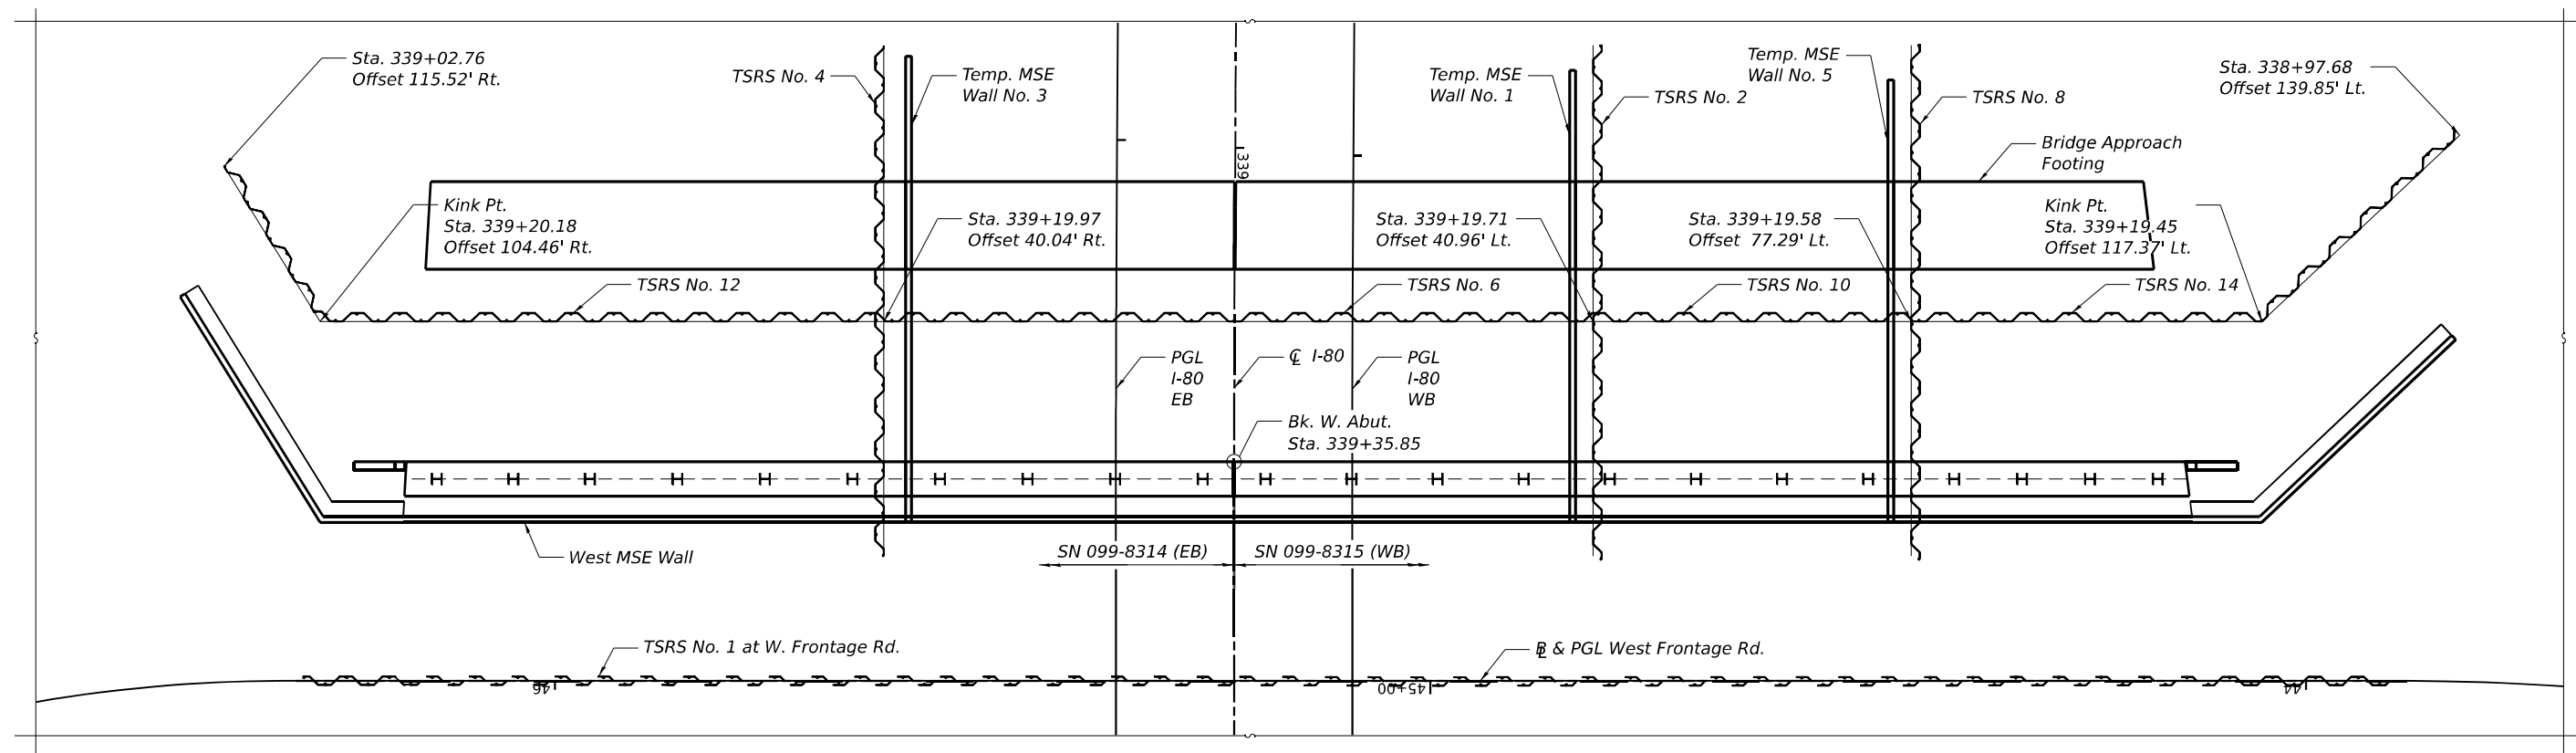 Sta. 339+02.76
Offset 115.52' Rt.
TSRS No. 4
Temp. MSE
Wall No. 3
Temp. MSE
Wall No. 1
TSRS No. 2
Temp. MSE
Wall No. 5
TSRS No. 8
Sta. 338+97.68
Offset 139.85' Lt.
Bridge Approach
Footing
339
Kink Pt.
Sta. 339+20.18
Offset 104.46' Rt.
Sta. 339+19.97
Offset 40.04' Rt.
Sta. 339+19.71
Offset 40.96' Lt.
Sta. 339+19.58
Offset 77.29' Lt.
Kink Pt.
Sta. 339+19.45
Offset 117.37' Lt.
TSRS No. 12
TSRS No. 6
TSRS No. 10
TSRS No. 14
PGL
I-80
EB
℄ I-80
PGL
I-80
WB
Bk. W. Abut.
Sta. 339+35.85
West MSE Wall
SN 099-8314 (EB)
SN 099-8315 (WB)
TSRS No. 1 at W. Frontage Rd.
BL & PGL West Frontage Rd.
46
45+00
44